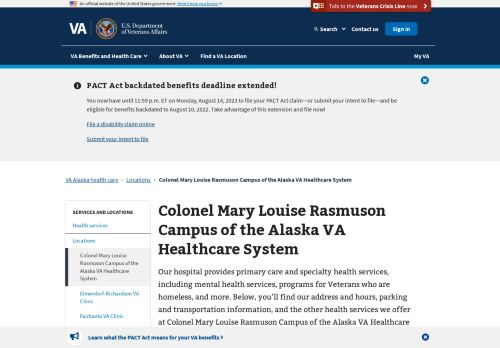 An official website of the United States government Here's how you know
Talk to the Veterans Crisis Line now
VA
U.S. Department
of Veterans Affairs
Search
Contact us
Sign in
VA Benefits and Health Care
About VA
Find a VA Location
My VA
PACT Act backdated benefits deadline extended!
You now have until 11:59 p.m. ET on Monday, August 14, 2023 to file your PACT Act claim—or submit your intent to file—and be
eligible for benefits backdated to August 10, 2022. Take advantage of this extension and file now!
File a disability claim online
Submit your intent to file
VA Alaska health care › Locations › Colonel Mary Louise Rasmuson Campus of the Alaska VA Healthcare System
SERVICES AND LOCATIONS
Health services
Locations
Colonel Mary Louise
Rasmuson Campus of the
Alaska VA Healthcare
System
Elmendorf-Richardson VA
Clinic
Fairbanks VA Clinic
Colonel Mary Louise Rasmuson
Campus of the Alaska VA
Healthcare System
Our hospital provides primary care and specialty health services,
including mental health services, programs for Veterans who are
homeless, and more. Below, you'll find our address and hours, parking
and transportation information, and the other health services we offer
at Colonel Mary Louise Rasmuson Campus of the Alaska VA Healthcare
Learn what the PACT Act means for your VA benefits >